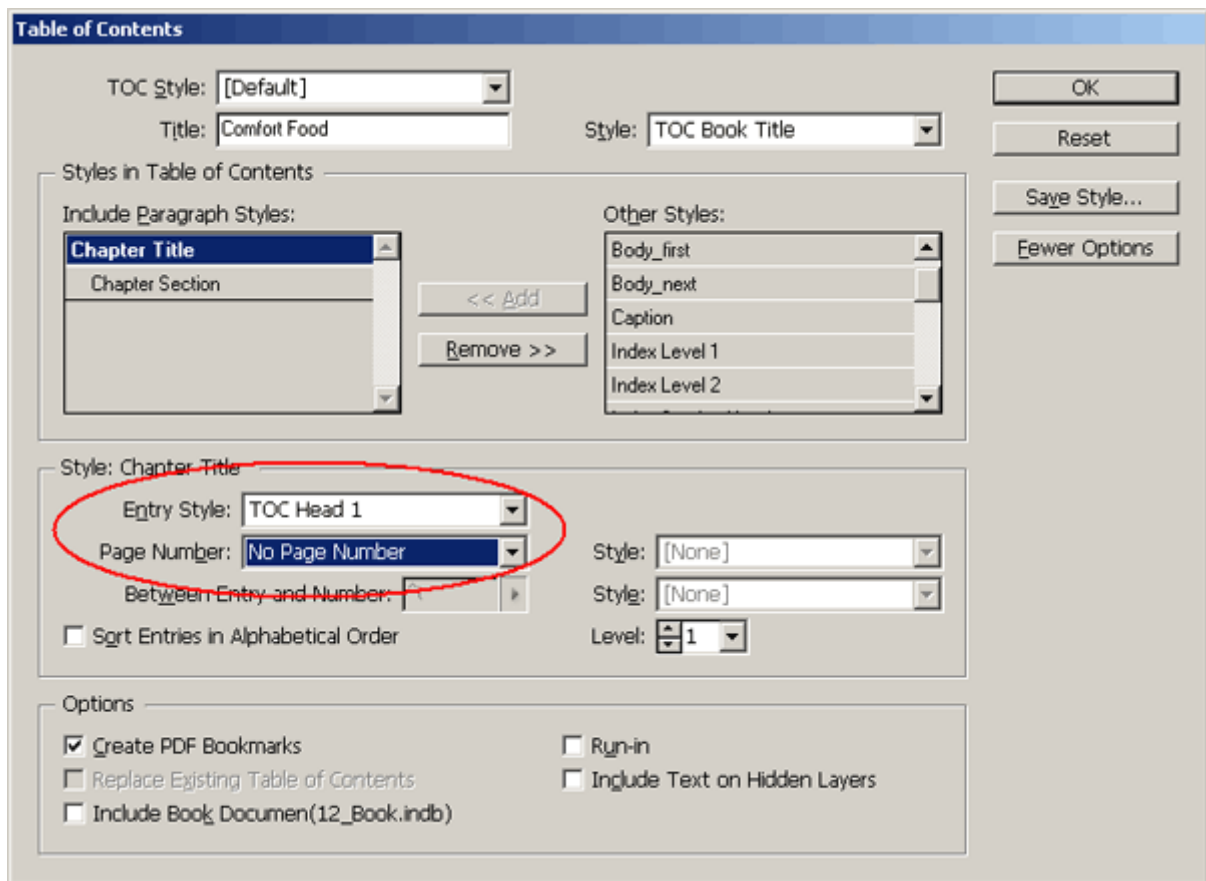 Table of Contents
TOC Style: [Default]
OK
Title: Comfort Food
Style: TOC Book Title
Reset
Styles in Table of Contents
Save Style...
Include Paragraph Styles:
Other Styles:
Chapter Title
Body_first
Fewer Options
Chapter Section
Body_next
<< Add
Caption
Remove >>
Index Level 1
Index Level 2
Style: Chapter Title
Entry Style: TOC Head 1
Page Number: No Page Number
Style: [None]
Between Entry and Number:
Style: [None]
Sort Entries in Alphabetical Order
Level: 1
Options
Create PDF Bookmarks
Run-in
Replace Existing Table of Contents
Include Text on Hidden Layers
Include Book Documen(12_Book.indb)